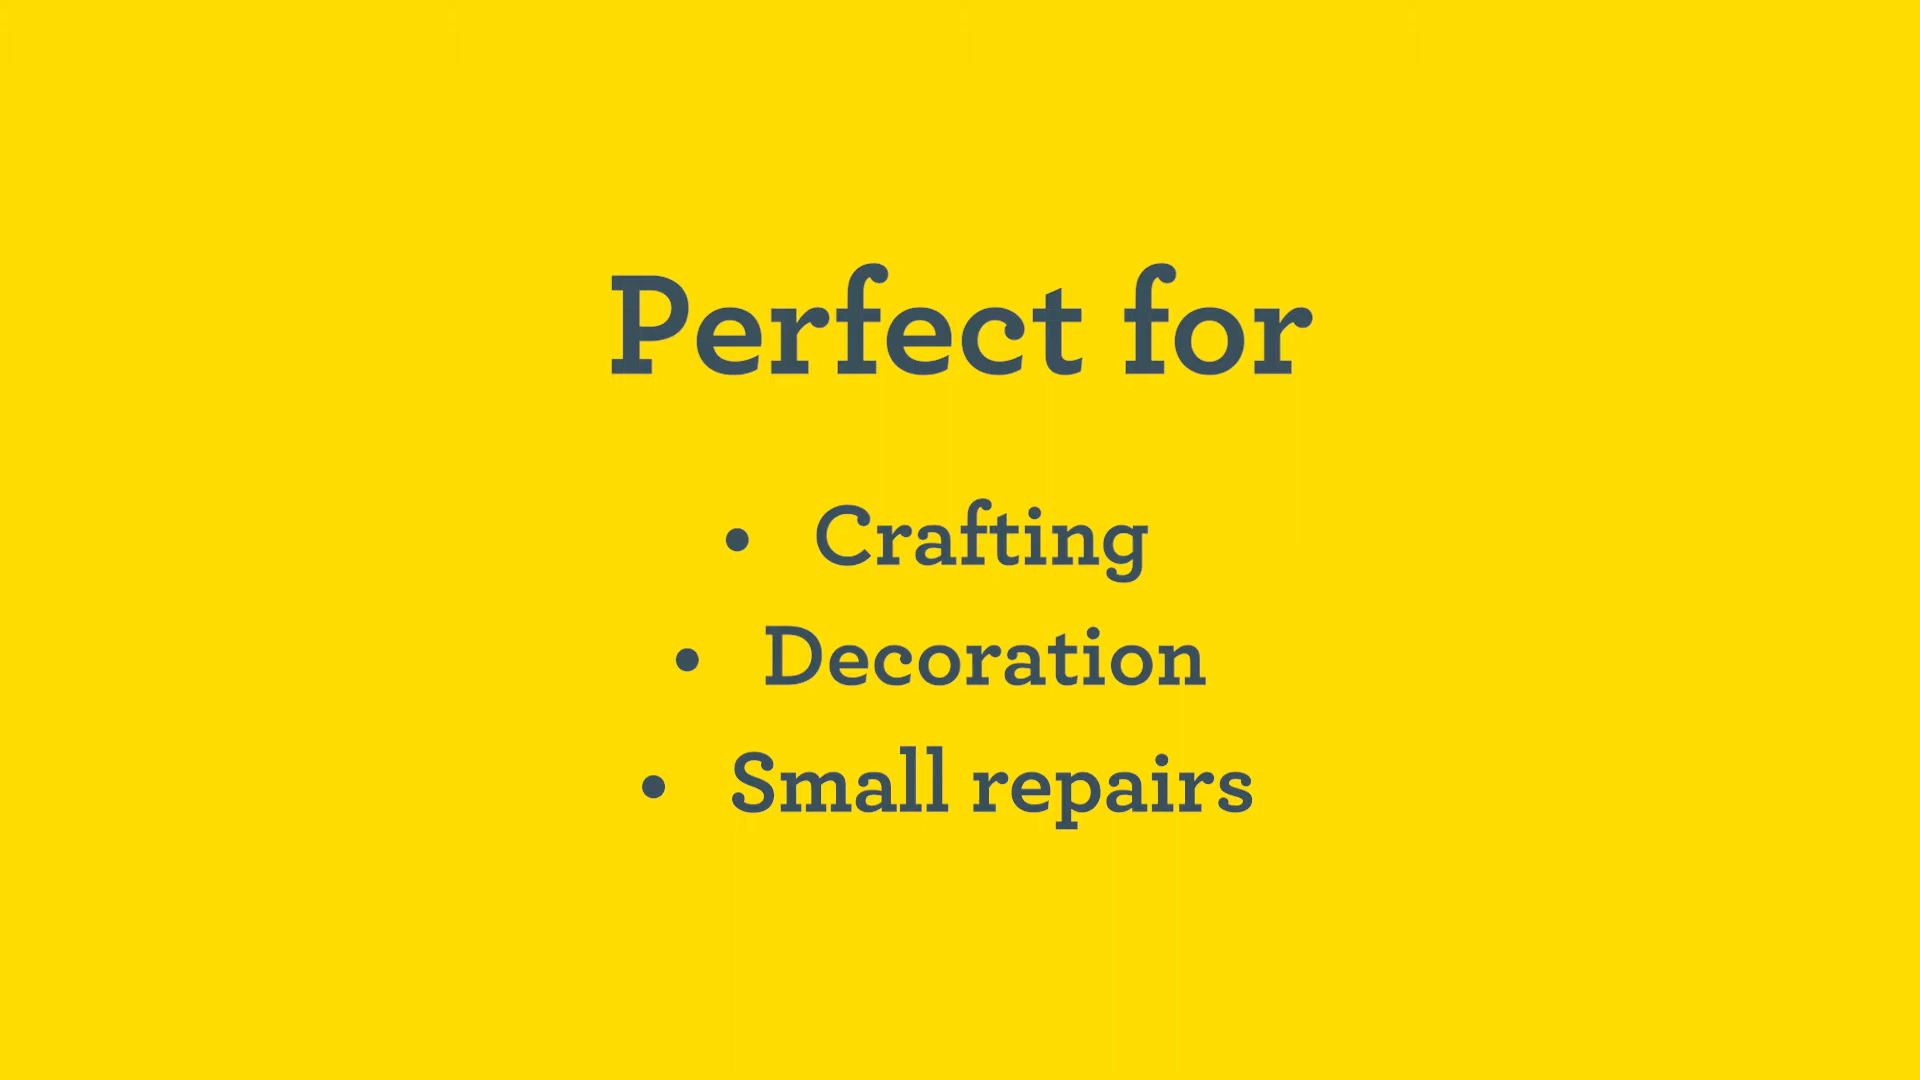 Perfect for
• Crafting
• Decoration
• Small repairs